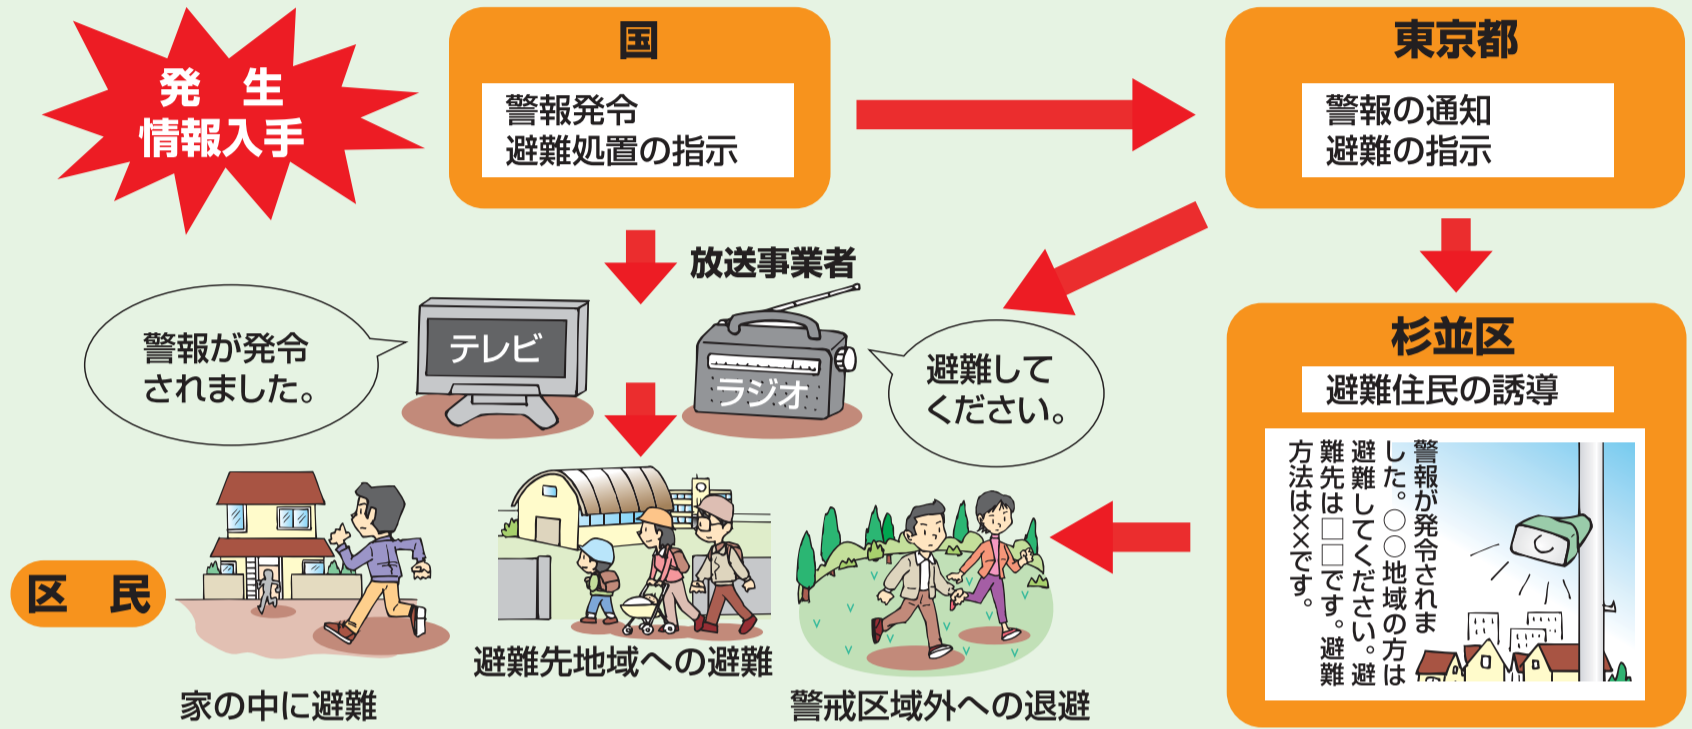 発　生
情報入手
国
警報発令
避難処置の指示
東京都
警報の通知
避難の指示
放送事業者
警報が発令
されました。
テレビ
ラジオ
避難して
ください。
杉並区
避難住民の誘導
警報が発令されま
した。○○地域の方は
避難してください。避
難先は□□です。避難
方法は××です。
区　民
家の中に避難
避難先地域への避難
警戒区域外への退避